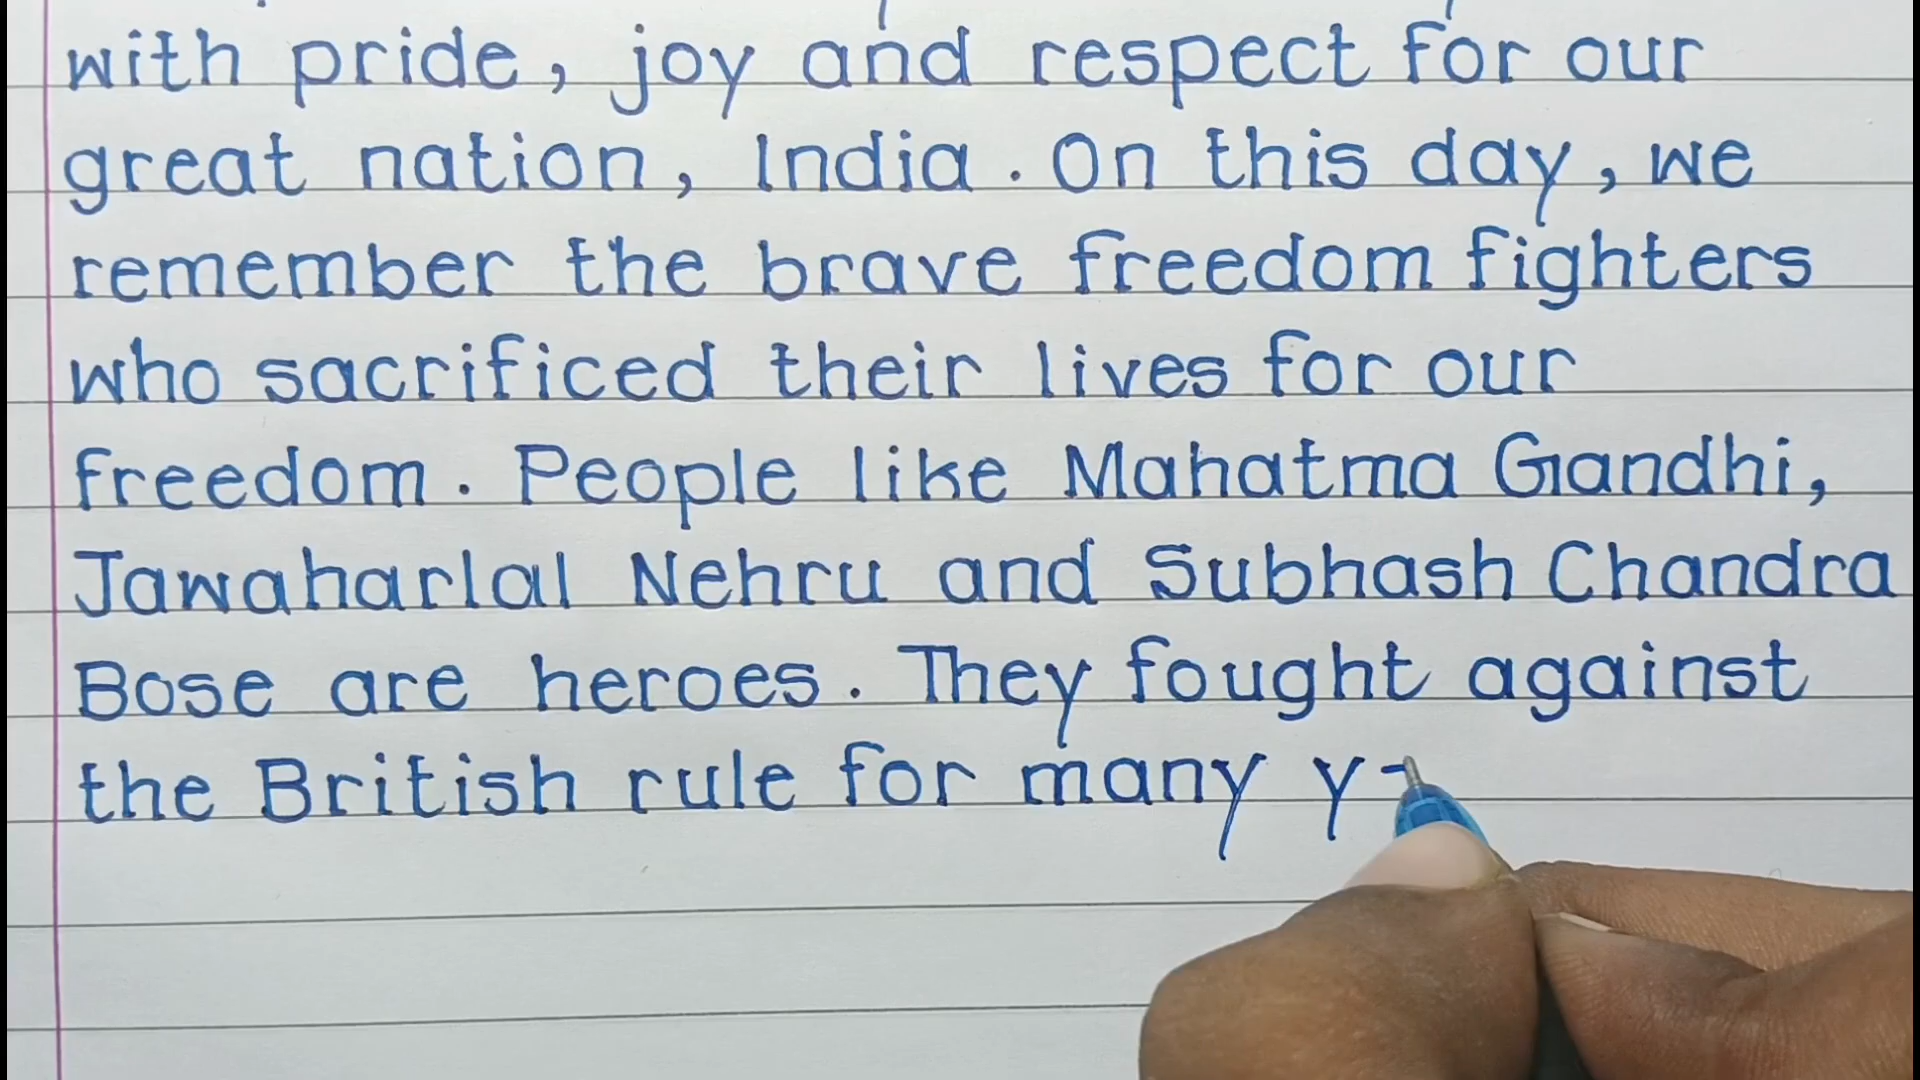 with pride, joy and respect for our
great nation, India. On this day, we
remember the brave freedom fighters
who sacrificed their lives for our
freedom. People like Mahatma Gandhi,
Jawaharlal Nehru and Subhash Chandra
Bose are heroes. They fought against
the British rule for many y